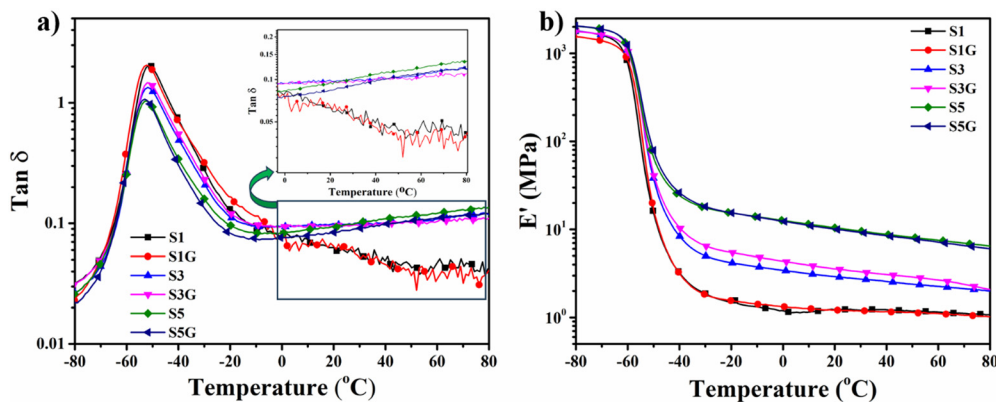 a)
Tan δ
1
0.1
0.01
-80 -60 -40 -20 0 20 40 60 80
Temperature (°C)
S1
S1G
S3
S3G
S5
S5G
Tan δ
0.2
0.15
0.1
0.05
0 20 40 60 80
Temperature (°C)
b)
E' (MPa)
10³
10²
10¹
10⁰
-80 -60 -40 -20 0 20 40 60 80
Temperature (°C)
S1
S1G
S3
S3G
S5
S5G